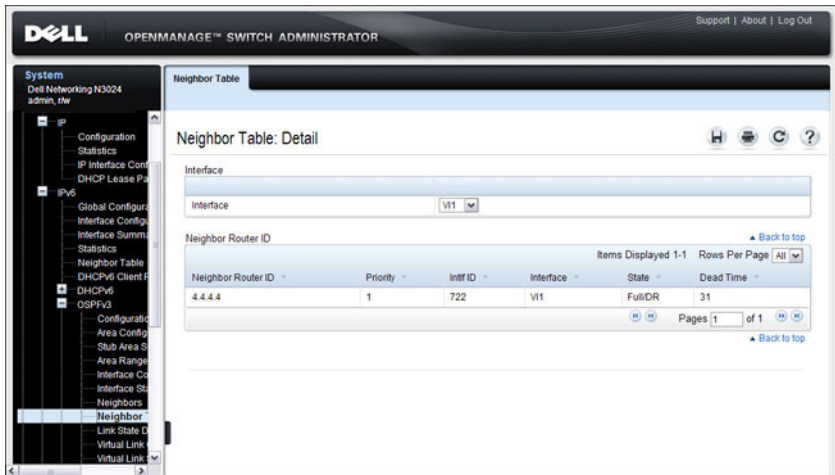 Support | About | Log Out
DELL OPENMANAGE™ SWITCH ADMINISTRATOR
System
Dell Networking N3024
admin, r/w
IP
Configuration
Statistics
IP Interface Conf
DHCP Lease Pa
IPv6
Global Configura
Interface Configu
Interface Summa
Statistics
Neighbor Table
DHCPv6 Client P
DHCPv6
OSPFv3
Configuratio
Area Config
Stub Area S
Area Range
Interface Co
Interface Sta
Neighbors
Neighbor T
Link State D
Virtual Link
Virtual Link
Neighbor Table
Neighbor Table: Detail
Interface
Interface Vl1
Neighbor Router ID
Back to top
Items Displayed 1-1 Rows Per Page All
Neighbor Router ID Priority Intlf ID Interface State Dead Time
4.4.4.4 1 722 Vl1 Full/DR 31
Pages 1 of 1
Back to top